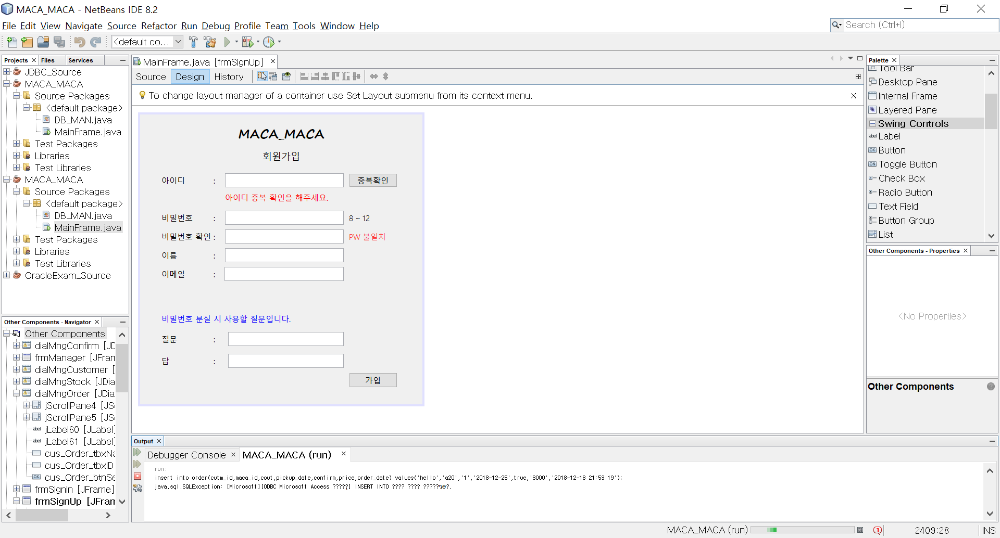 MACA_MACA - NetBeans IDE 8.2
File Edit View Navigate Source Refactor Run Debug Profile Team Tools Window Help
Search (Ctrl+I)
<default co...
Projects Files Services
JDBC_Source
MACA_MACA
Source Packages
<default package>
DB_MAN.java
MainFrame.java
Test Packages
Libraries
Test Libraries
MACA_MACA
Source Packages
<default package>
DB_MAN.java
MainFrame.java
Test Packages
Libraries
Test Libraries
OracleExam_Source
Other Components - Navigator
Other Components
dialMngConfirm [JD
frmManager [JFram
dialMngCustomer [
dialMngStock [JDia
dialMngOrder [JDia
jScrollPane4 [JS
jScrollPane5 [JS
label jLabel60 [JLabel]
label jLabel61 [JLabel]
cus_Order_tbxNa
cus_Order_tbxID
OK cus_Order_btnSe
frmSignIn [JFrame]
frmSignUp [JFram
MainFrame.java [frmSignUp]
Source Design History
To change layout manager of a container use Set Layout submenu from its context menu.
MACA_MACA
회원가입
아이디 : 중복확인
아이디 중복 확인을 해주세요.
비밀번호 : 8 ~ 12
비밀번호 확인 : PW 불일치
이름 :
이메일 :
비밀번호 분실 시 사용할 질문입니다.
질문 :
답 :
가입
Palette
Tool Bar
Desktop Pane
Internal Frame
Layered Pane
Swing Controls
label Label
OK Button
ON Toggle Button
Check Box
Radio Button
Text Field
Button Group
List
Other Components - Properties
<No Properties>
Other Components
Output
Debugger Console MACA_MACA (run)
run:
insert into order(cutm_id,maca_id,cout,pickup_date,confirm,price,order_date) values('hello','a20','1','2018-12-25',true,'3000','2018-12-18 21:53:19');
java.sql.SQLException: [Microsoft][ODBC Microsoft Access ?????] INSERT INTO ???? ????
MACA_MACA (run) 1 2409:28 INS